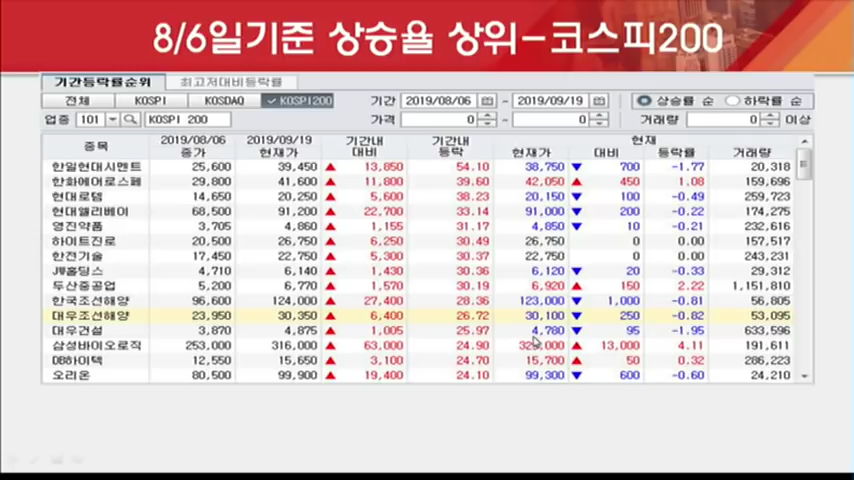 8/6일기준 상승율 상위-코스피200
기간등락률순위 최고저대비등락률
전체 KOSPI KOSDAQ ✓KOSPI200 기간 2019/08/06 ~ 2019/09/19 상승률 순 하락률 순
업종 101 KOSPI 200 가격 0 ~ 0 거래량 0 이상
종목 2019/08/06 종가 2019/09/19 현재가 기간내 대비 기간내 등락 현재 현재가 대비 등락률 거래량
한일현대시멘트 25,600 39,450 ▲ 13,850 54.10 38,750 ▼ 700 -1.77 20,318
한화에어로스페 29,800 41,600 ▲ 11,800 39.60 42,050 ▲ 450 1.08 159,696
현대로템 14,650 20,250 ▲ 5,600 38.23 20,150 ▼ 100 -0.49 259,723
현대엘리베이 68,500 91,200 ▲ 22,700 33.14 91,000 ▼ 200 -0.22 174,275
영진약품 3,705 4,860 ▲ 1,155 31.17 4,850 ▼ 10 -0.21 232,616
하이트진로 20,500 26,750 ▲ 6,250 30.49 26,750 0 0.00 157,517
한전기술 17,450 22,750 ▲ 5,300 30.37 22,750 0 0.00 243,231
JW홀딩스 4,710 6,140 ▲ 1,430 30.36 6,120 ▼ 20 -0.33 29,312
두산중공업 5,200 6,770 ▲ 1,570 30.19 6,920 ▲ 150 2.22 1,151,810
한국조선해양 96,600 124,000 ▲ 27,400 28.36 123,000 ▼ 1,000 -0.81 56,805
대우조선해양 23,950 30,350 ▲ 6,400 26.72 30,100 ▼ 250 -0.82 53,095
대우건설 3,870 4,875 ▲ 1,005 25.97 4,780 ▼ 95 -1.95 633,596
삼성바이오로직 253,000 316,000 ▲ 63,000 24.90 ▲ 13,000 4.11 191,611
DB하이텍 12,550 15,650 ▲ 3,100 24.70 15,700 ▲ 50 0.32 286,223
오리온 80,500 99,900 ▲ 19,400 24.10 99,300 ▼ 600 -0.60 24,210